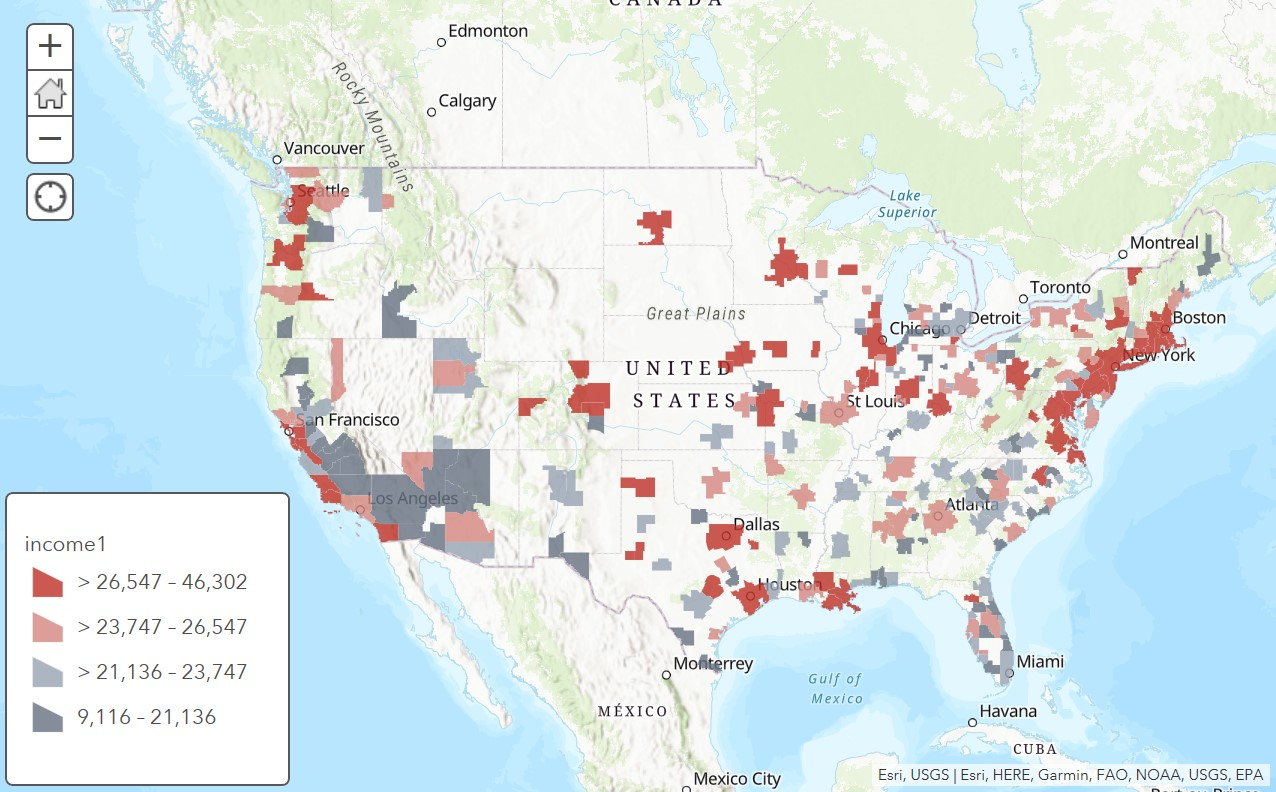 CANADA
+
Edmonton
Rocky Mountains
Calgary
Vancouver
Seattle
Lake
Superior
Montreal
Toronto
Great Plains
Chicago
Detroit
Boston
New York
UNITED
STATES
St Louis
San Francisco
Los Angeles
Atlanta
Dallas
Houston
income1
> 26,547 – 46,302
> 23,747 – 26,547
> 21,136 – 23,747
9,116 – 21,136
Monterrey
Miami
Gulf of
Mexico
MÉXICO
Havana
CUBA
Mexico City
Esri, USGS | Esri, HERE, Garmin, FAO, NOAA, USGS, EPA